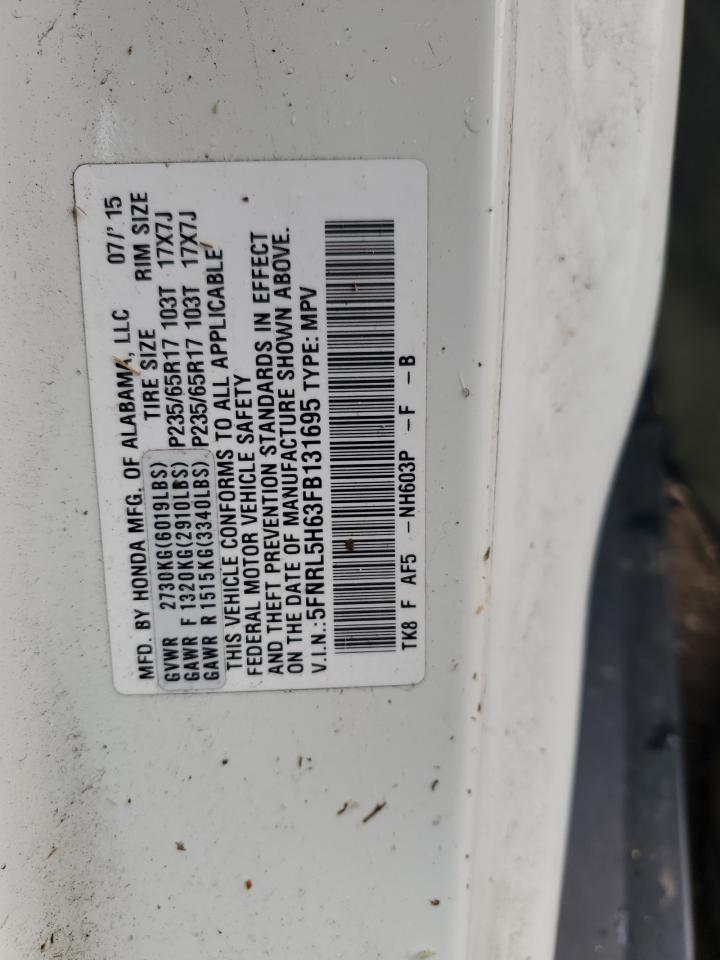 MFD. BY HONDA MFG. OF ALABAMA, LLC 07/' 15
GVWR 2730KG(6019LBS) TIRE SIZE RIM SIZE
GAWR F 1320KG(2910LBS) P235/65R17 103T 17X7J
GAWR R 1515KG(3340LBS) P235/65R17 103T 17X7J
THIS VEHICLE CONFORMS TO ALL APPLICABLE
FEDERAL MOTOR VEHICLE SAFETY
AND THEFT PREVENTION STANDARDS IN EFFECT
ON THE DATE OF MANUFACTURE SHOWN ABOVE.
V.I.N.:5FNRL5H63FB131695 TYPE: MPV
TK8 F AF5 -NH603P -F -B